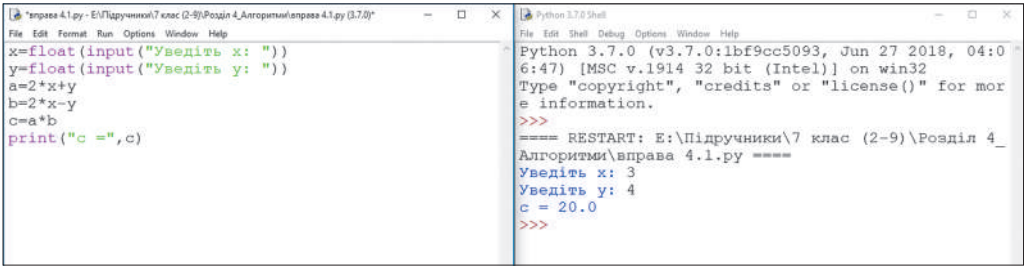 *вправа 4.1.py - E:\Підручники\7 клас (2-9)\Розділ 4_Алгоритми\вправа 4.1.py (3.7.0)*
File Edit Format Run Options Window Help
x=float(input("Уведіть x: "))
y=float(input("Уведіть y: "))
a=2*x+y
b=2*x-y
c=a*b
print("c =",c)
Python 3.7.0 Shell
File Edit Shell Debug Options Window Help
Python 3.7.0 (v3.7.0:1bf9cc5093, Jun 27 2018, 04:0
6:47) [MSC v.1914 32 bit (Intel)] on win32
Type "copyright", "credits" or "license()" for mor
e information.
>>>
==== RESTART: E:\Підручники\7 клас (2-9)\Розділ 4_
Алгоритми\вправа 4.1.py ====
Уведіть x: 3
Уведіть y: 4
c = 20.0
>>>